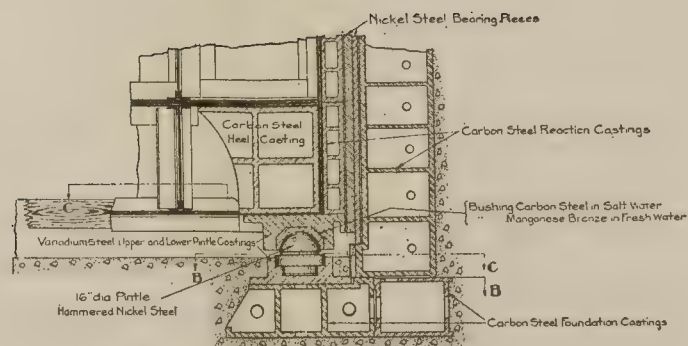 Nickel Steel Bearing Pieces
Carbon Steel
Heel Casting
Carbon Steel Reaction Castings
C
Bushing Carbon Steel in Salt Water
Manganese Bronze in Fresh Water
Vanadium Steel Upper and Lower Pintle Castings
B
C
B
16" dia Pintle
Hammered Nickel Steel
Carbon Steel Foundation Castings